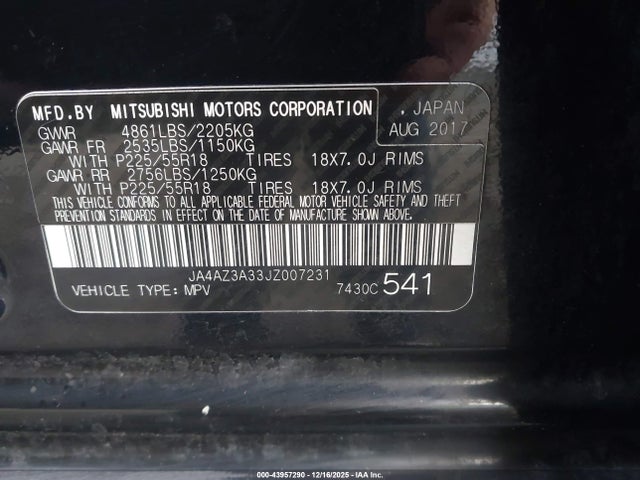 MFD.BY MITSUBISHI MOTORS CORPORATION , JAPAN
GVWR 4861LBS/2205KG AUG 2017
GAWR FR 2535LBS/1150KG
WITH P225/55R18 TIRES 18X7.0J RIMS
GAWR RR 2756LBS/1250KG
WITH P225/55R18 TIRES 18X7.0J RIMS
THIS VEHICLE CONFORMS TO ALL APPLICABLE FEDERAL MOTOR VEHICLE SAFETY AND THEFT
PREVENTION STANDARDS IN EFFECT ON THE DATE OF MANUFACTURE SHOWN ABOVE.
JA4AZ3A33JZ007231
VEHICLE TYPE: MPV 7430C 541
000-43957290 - 12/16/2025 - IAA Inc.